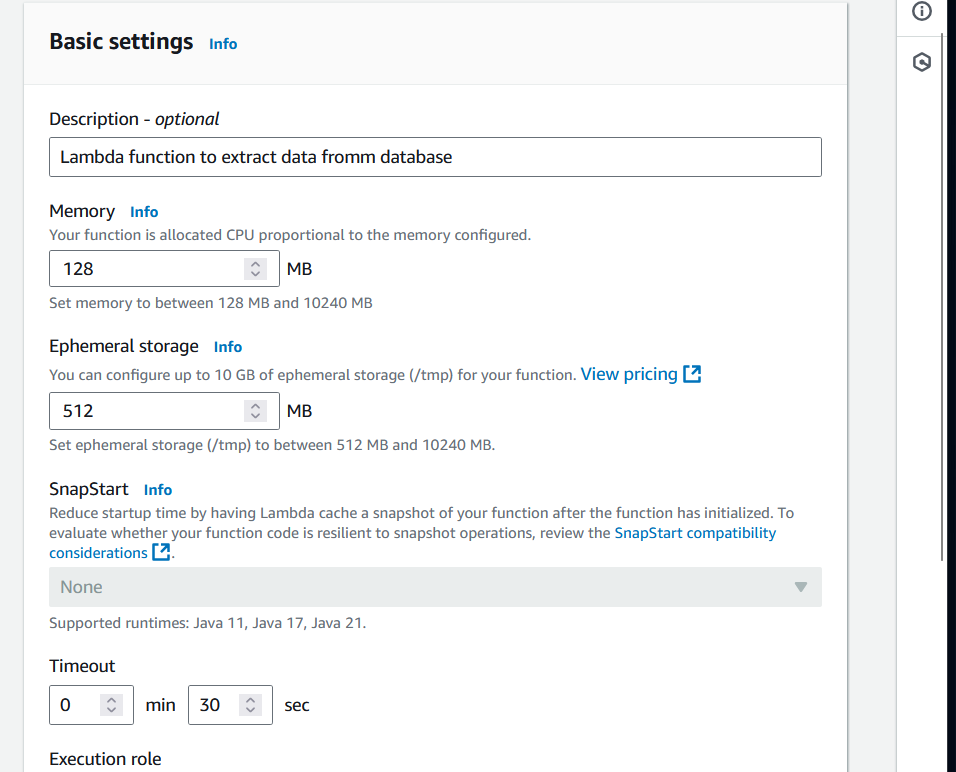 Basic settings Info
Description - optional
Lambda function to extract data fromm database
Memory Info
Your function is allocated CPU proportional to the memory configured.
128 MB
Set memory to between 128 MB and 10240 MB
Ephemeral storage Info
You can configure up to 10 GB of ephemeral storage (/tmp) for your function. View pricing
512 MB
Set ephemeral storage (/tmp) to between 512 MB and 10240 MB.
SnapStart Info
Reduce startup time by having Lambda cache a snapshot of your function after the function has initialized. To
evaluate whether your function code is resilient to snapshot operations, review the SnapStart compatibility
considerations.
None
Supported runtimes: Java 11, Java 17, Java 21.
Timeout
0 min 30 sec
Execution role